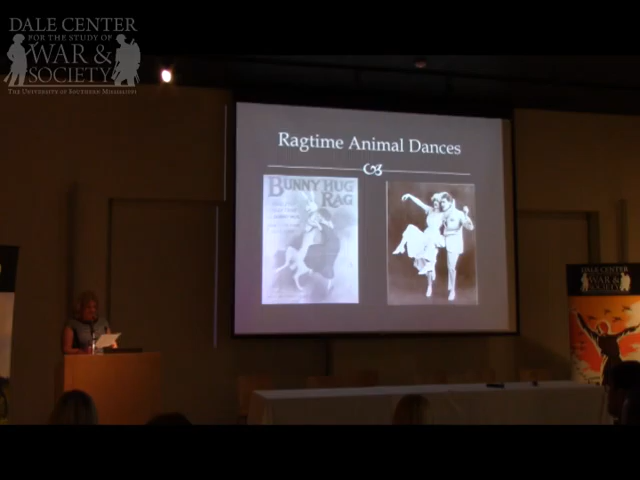 DALE CENTER
FOR THE STUDY OF
WAR &
SOCIETY
THE UNIVERSITY OF SOUTHERN MISSISSIPPI
Ragtime Animal Dances
BUNNY HUG
RAG
DALE CENTER
WAR &
SOCIETY